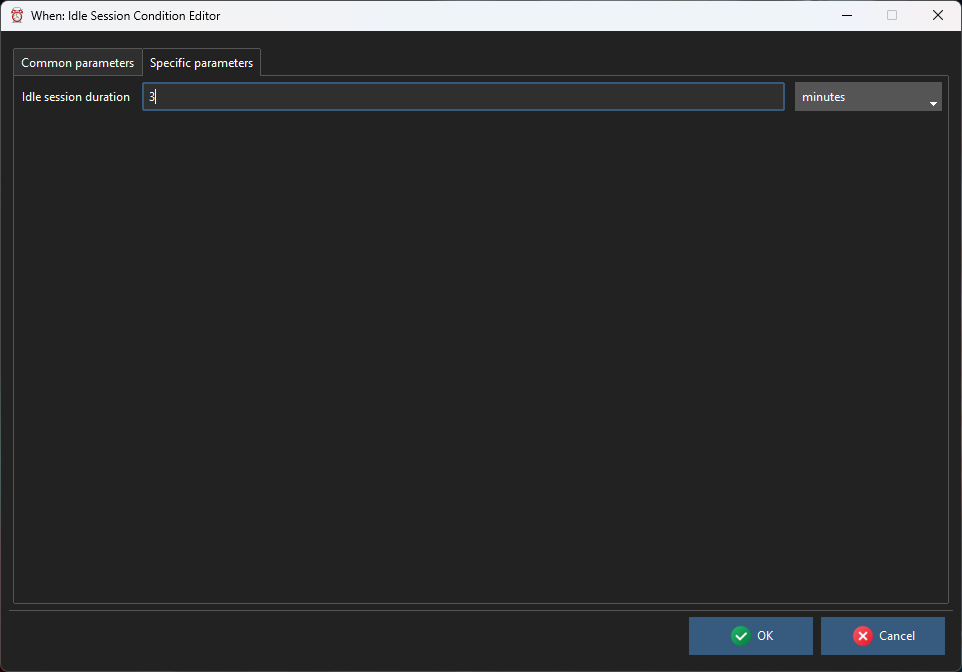 When: Idle Session Condition Editor
Common parameters Specific parameters
Idle session duration 3 minutes
OK Cancel